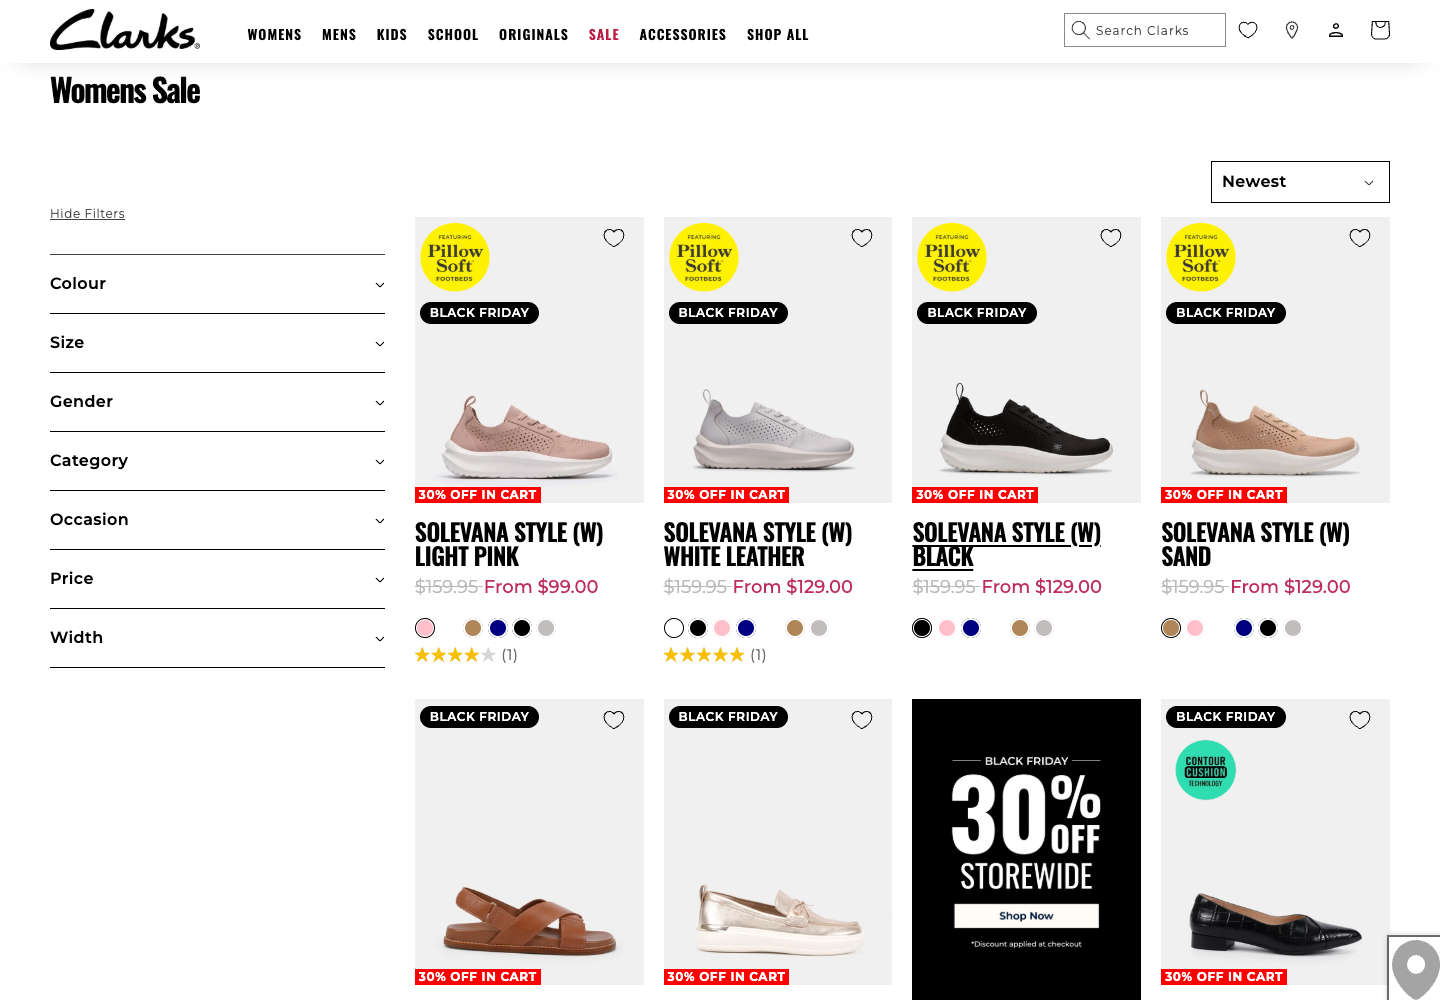 Clarks
WOMENS MENS KIDS SCHOOL ORIGINALS SALE ACCESSORIES SHOP ALL
Search Clarks
Womens Sale
Newest
Hide Filters
Colour
Size
Gender
Category
Occasion
Price
Width
FEATURING
Pillow
Soft
FOOTBEDS
BLACK FRIDAY
30% OFF IN CART
SOLEVANA STYLE (W)
LIGHT PINK
$159.95 From $99.00
(1)
FEATURING
Pillow
Soft
FOOTBEDS
BLACK FRIDAY
30% OFF IN CART
SOLEVANA STYLE (W)
WHITE LEATHER
$159.95 From $129.00
(1)
FEATURING
Pillow
Soft
FOOTBEDS
BLACK FRIDAY
30% OFF IN CART
SOLEVANA STYLE (W)
BLACK
$159.95 From $129.00
FEATURING
Pillow
Soft
FOOTBEDS
BLACK FRIDAY
30% OFF IN CART
SOLEVANA STYLE (W)
SAND
$159.95 From $129.00
BLACK FRIDAY
30% OFF IN CART
BLACK FRIDAY
30% OFF IN CART
BLACK FRIDAY
30%
OFF
STOREWIDE
Shop Now
*Discount applied at checkout
BLACK FRIDAY
CONTOUR
CUSHION
TECHNOLOGY
30% OFF IN CART